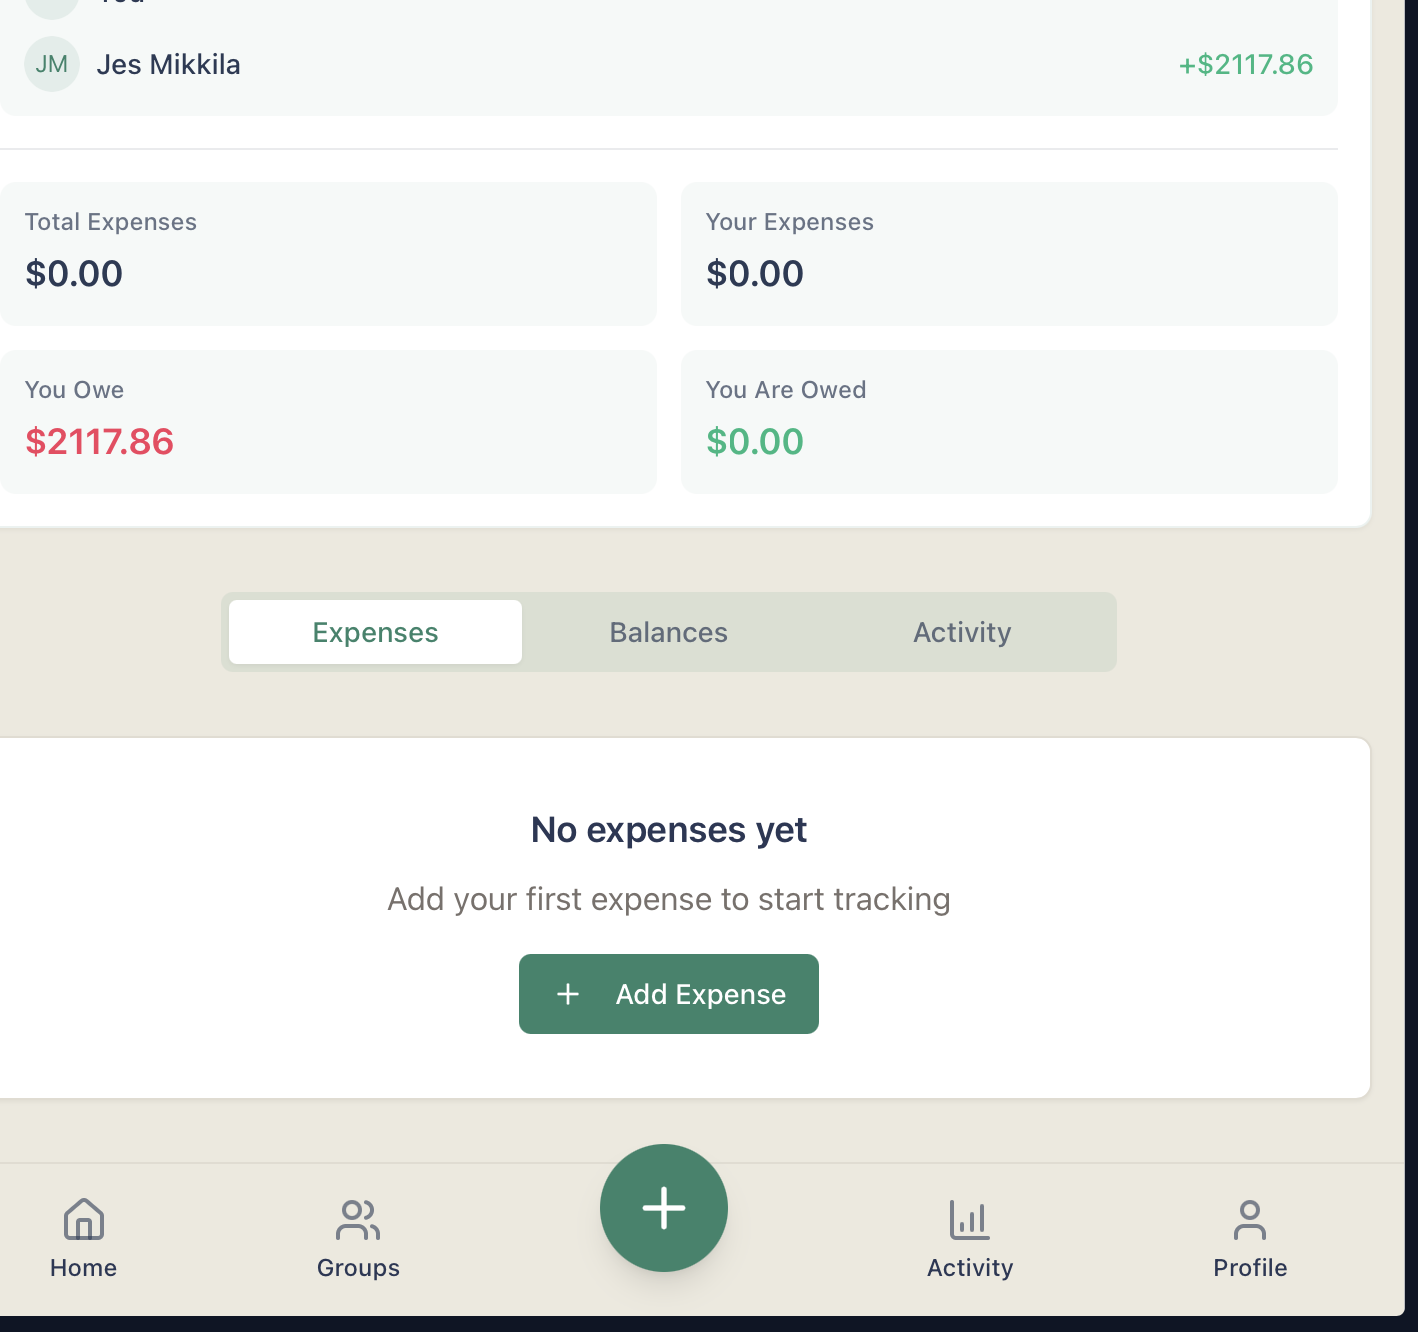 You
JM Jes Mikkila +$2117.86
Total Expenses
$0.00
Your Expenses
$0.00
You Owe
$2117.86
You Are Owed
$0.00
Expenses Balances Activity
No expenses yet
Add your first expense to start tracking
Add Expense
Home Groups Activity Profile